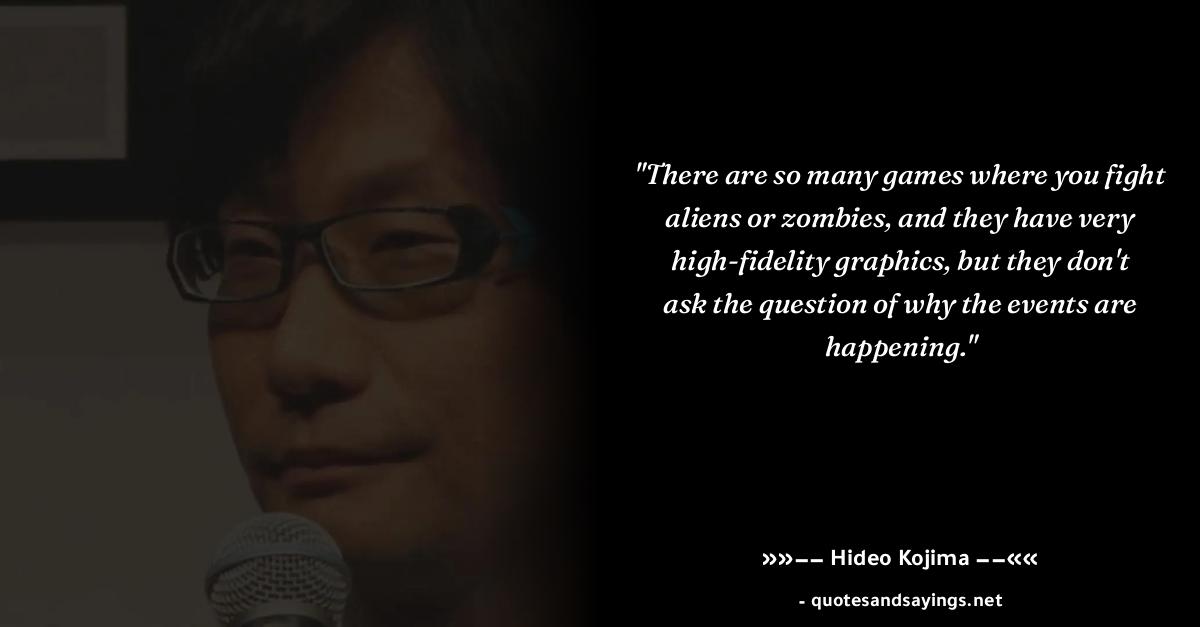 "There are so many games where you fight
aliens or zombies, and they have very
high-fidelity graphics, but they don't
ask the question of why the events are
happening."
»»−− Hideo Kojima −−««
- quotesandsayings.net